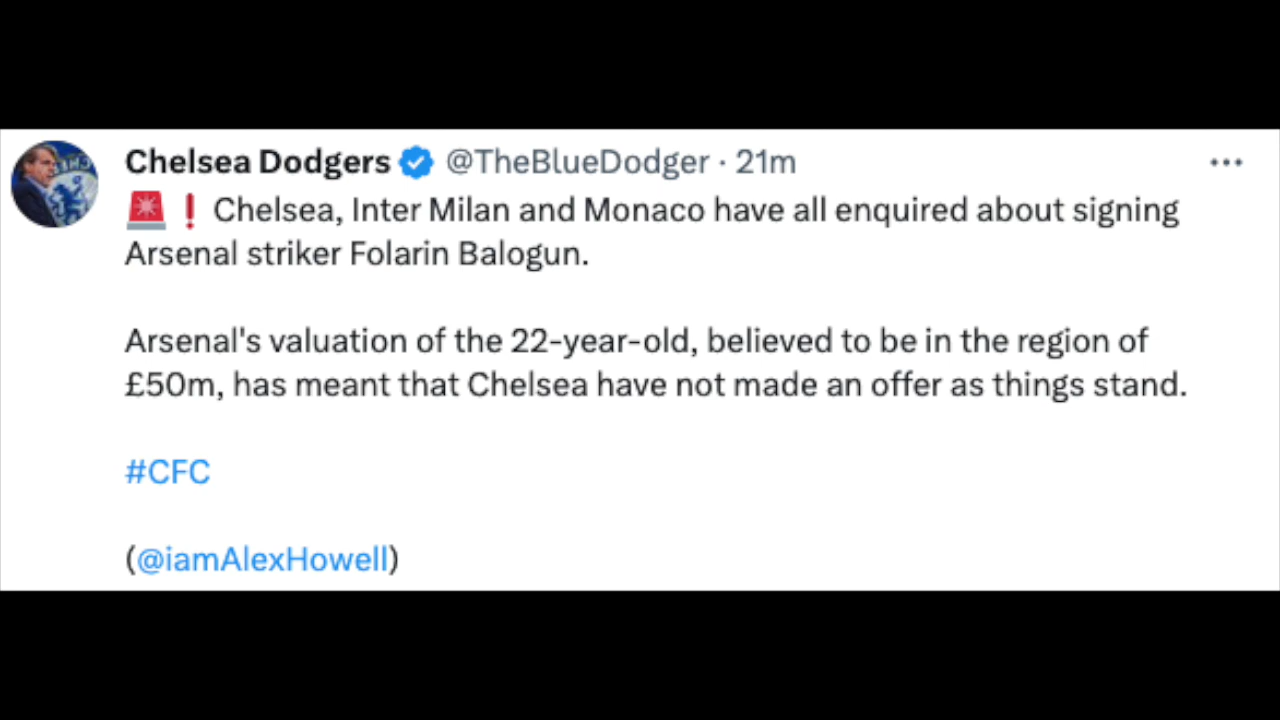 Chelsea Dodgers @TheBlueDodger · 21m
🚨❗ Chelsea, Inter Milan and Monaco have all enquired about signing
Arsenal striker Folarin Balogun.
Arsenal's valuation of the 22-year-old, believed to be in the region of
£50m, has meant that Chelsea have not made an offer as things stand.
#CFC
(@iamAlexHowell)